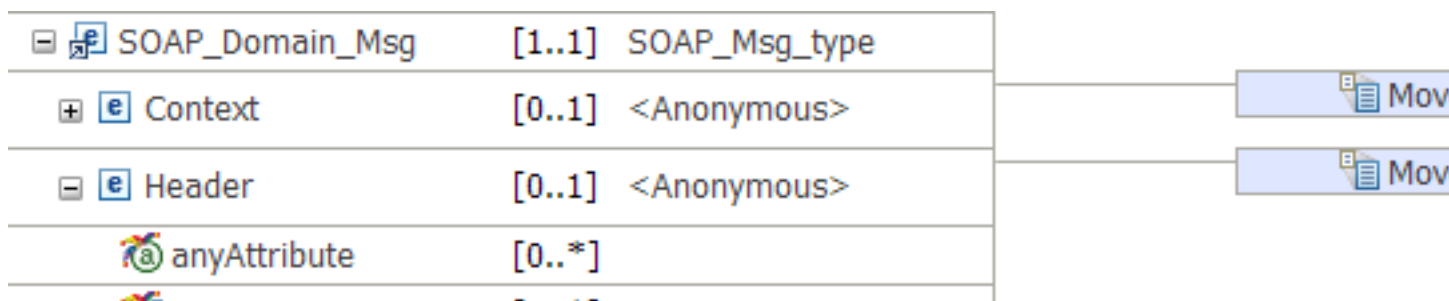 SOAP_Domain_Msg [1..1] SOAP_Msg_type
e Context [0..1] <Anonymous> Mov
e Header [0..1] <Anonymous> Mov
a anyAttribute [0..*]